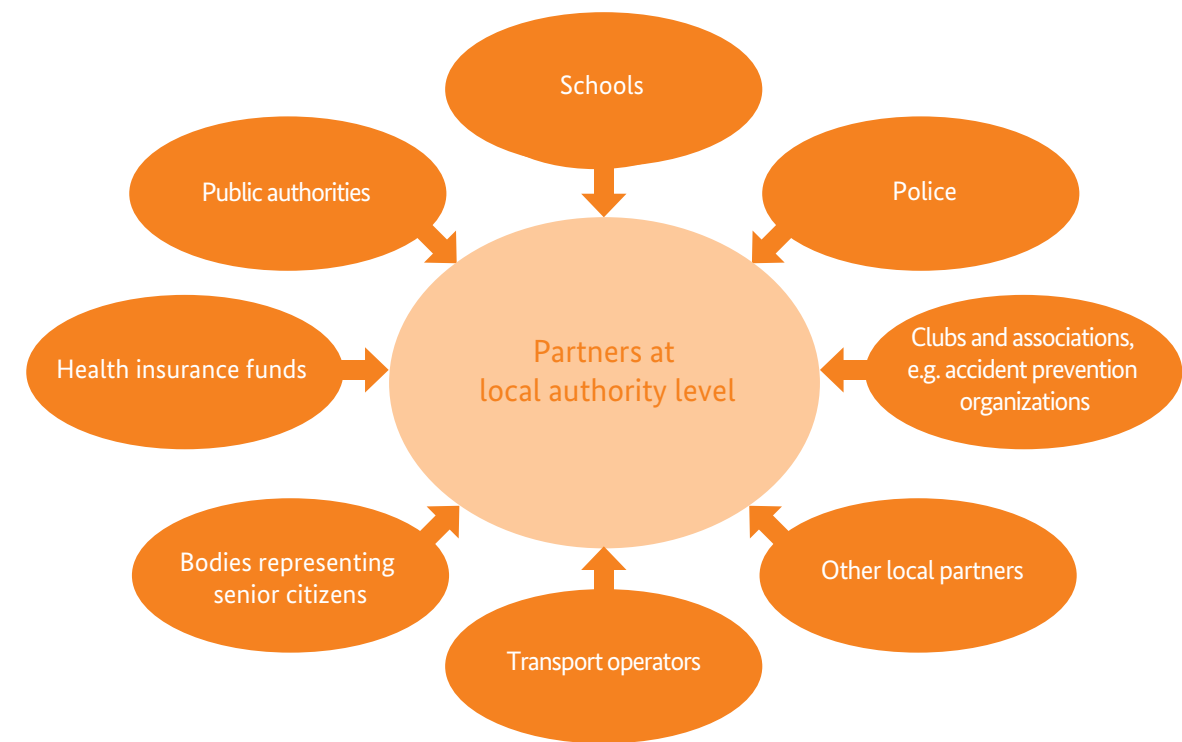 Schools
Public authorities
Police
Health insurance funds
Partners at
local authority level
Clubs and associations,
e.g. accident prevention
organizations
Bodies representing
senior citizens
Other local partners
Transport operators